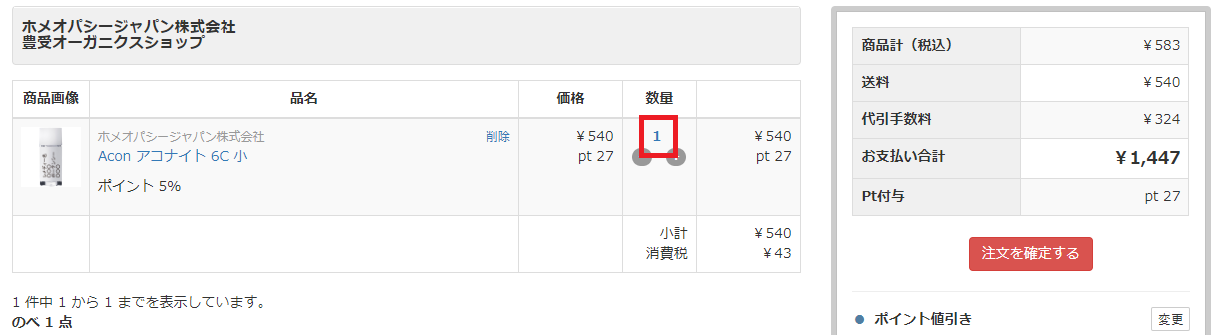 ホメオパシージャパン株式会社
豊受オーガニクスショップ
商品画像 品名 価格 数量
ホメオパシージャパン株式会社 削除 ¥540 1 ¥540
Acon アコナイト 6C 小 pt 27 pt 27
ポイント 5%
小計 ¥540
消費税 ¥43
1 件中 1 から 1 までを表示しています。
のべ 1 点
商品計（税込） ¥583
送料 ¥540
代引手数料 ¥324
お支払い合計 ¥1,447
Pt付与 pt 27
注文を確定する
ポイント値引き 変更